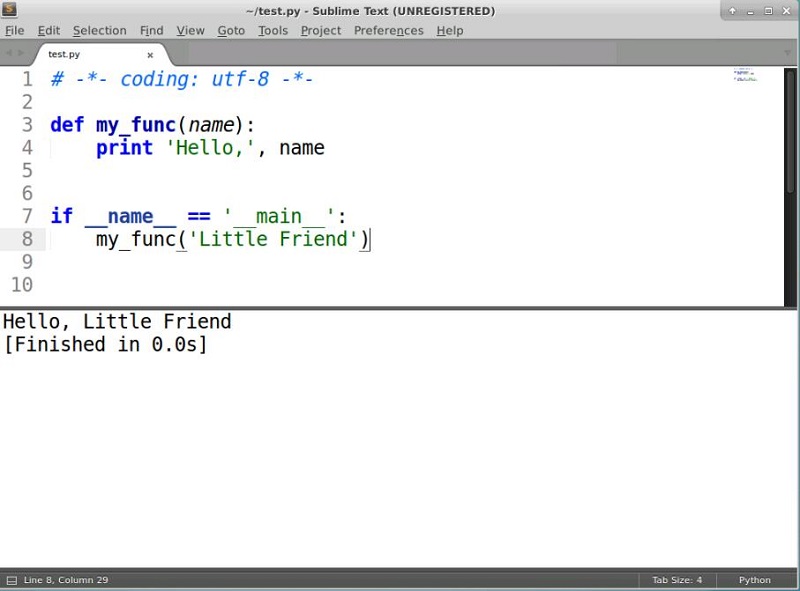 ~/test.py - Sublime Text (UNREGISTERED)
File Edit Selection Find View Goto Tools Project Preferences Help
test.py
1 # -*- coding: utf-8 -*-
2
3 def my_func(name):
4     print 'Hello,', name
5
6
7 if __name__ == '__main__':
8     my_func('Little Friend')
9
10
Hello, Little Friend
[Finished in 0.0s]
Line 8, Column 29 Tab Size: 4 Python